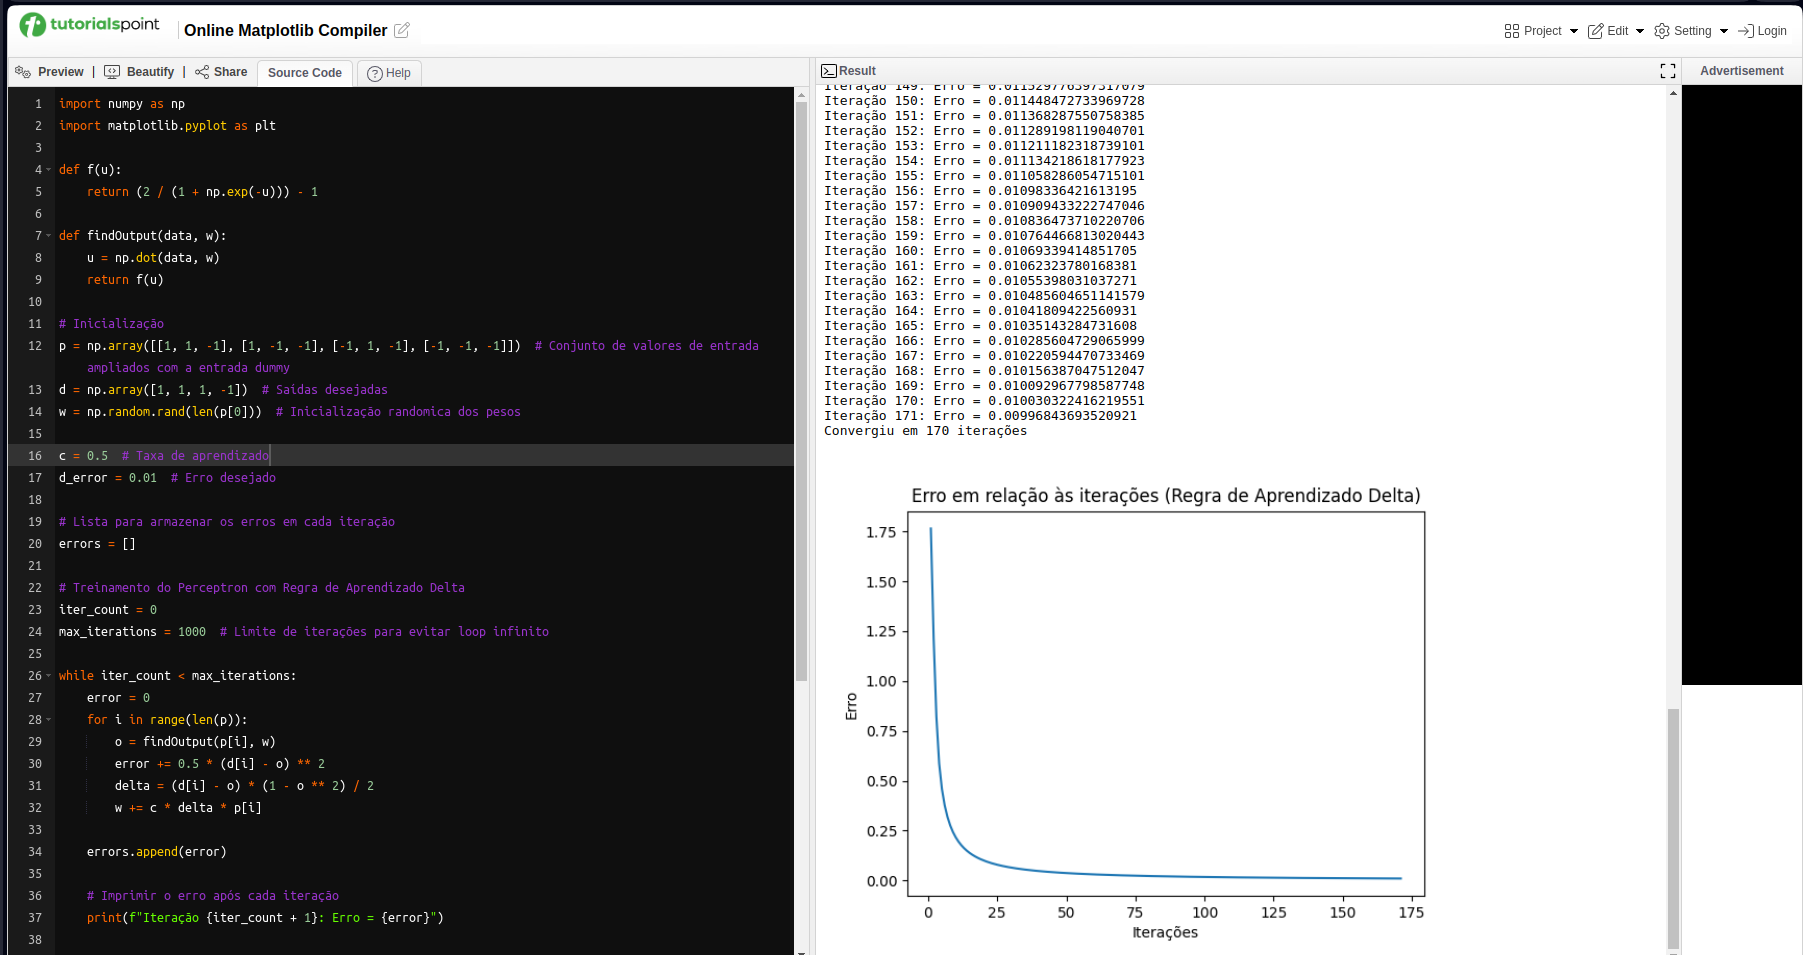 tutorialspoint
Online Matplotlib Compiler
Project
Edit
Setting
Login
Preview
Beautify
Share
Source Code
Help
1 import numpy as np
2 import matplotlib.pyplot as plt
3
4 def f(u):
5 return (2 / (1 + np.exp(-u))) - 1
6
7 def findOutput(data, w):
8 u = np.dot(data, w)
9 return f(u)
10
11 # Inicialização
12 p = np.array([[1, 1, -1], [1, -1, -1], [-1, 1, -1], [-1, -1, -1]]) # Conjunto de valores de entrada
ampliados com a entrada dummy
13 d = np.array([1, 1, 1, -1]) # Saídas desejadas
14 w = np.random.rand(len(p[0])) # Inicialização randomica dos pesos
15
16 c = 0.5 # Taxa de aprendizado
17 d_error = 0.01 # Erro desejado
18
19 # Lista para armazenar os erros em cada iteração
20 errors = []
21
22 # Treinamento do Perceptron com Regra de Aprendizado Delta
23 iter_count = 0
24 max_iterations = 1000 # Limite de iterações para evitar loop infinito
25
26 while iter_count < max_iterations:
27 error = 0
28 for i in range(len(p)):
29 o = findOutput(p[i], w)
30 error += 0.5 * (d[i] - o) ** 2
31 delta = (d[i] - o) * (1 - o ** 2) / 2
32 w += c * delta * p[i]
33
34 errors.append(error)
35
36 # Imprimir o erro após cada iteração
37 print(f"Iteração {iter_count + 1}: Erro = {error}")
38
Result
Iteração 149: Erro = 0.011529776597317079
Iteração 150: Erro = 0.011448472733969728
Iteração 151: Erro = 0.011368287550758385
Iteração 152: Erro = 0.011289198119040701
Iteração 153: Erro = 0.011211182318739101
Iteração 154: Erro = 0.011134218618177923
Iteração 155: Erro = 0.011058286054715101
Iteração 156: Erro = 0.01098336421613195
Iteração 157: Erro = 0.010909433222747046
Iteração 158: Erro = 0.010836473710220706
Iteração 159: Erro = 0.010764466813020443
Iteração 160: Erro = 0.01069339414851705
Iteração 161: Erro = 0.01062323780168381
Iteração 162: Erro = 0.01055398031037271
Iteração 163: Erro = 0.010485604651141579
Iteração 164: Erro = 0.01041809422560931
Iteração 165: Erro = 0.01035143284731608
Iteração 166: Erro = 0.010285604729065999
Iteração 167: Erro = 0.010220594470733469
Iteração 168: Erro = 0.010156387047512047
Iteração 169: Erro = 0.010092967798587748
Iteração 170: Erro = 0.010030322416219551
Iteração 171: Erro = 0.00996843693520921
Convergiu em 170 iterações
Erro em relação às iterações (Regra de Aprendizado Delta)
1.75
1.50
1.25
1.00
0.75
0.50
0.25
0.00
Erro
0 25 50 75 100 125 150 175
Iterações
Advertisement